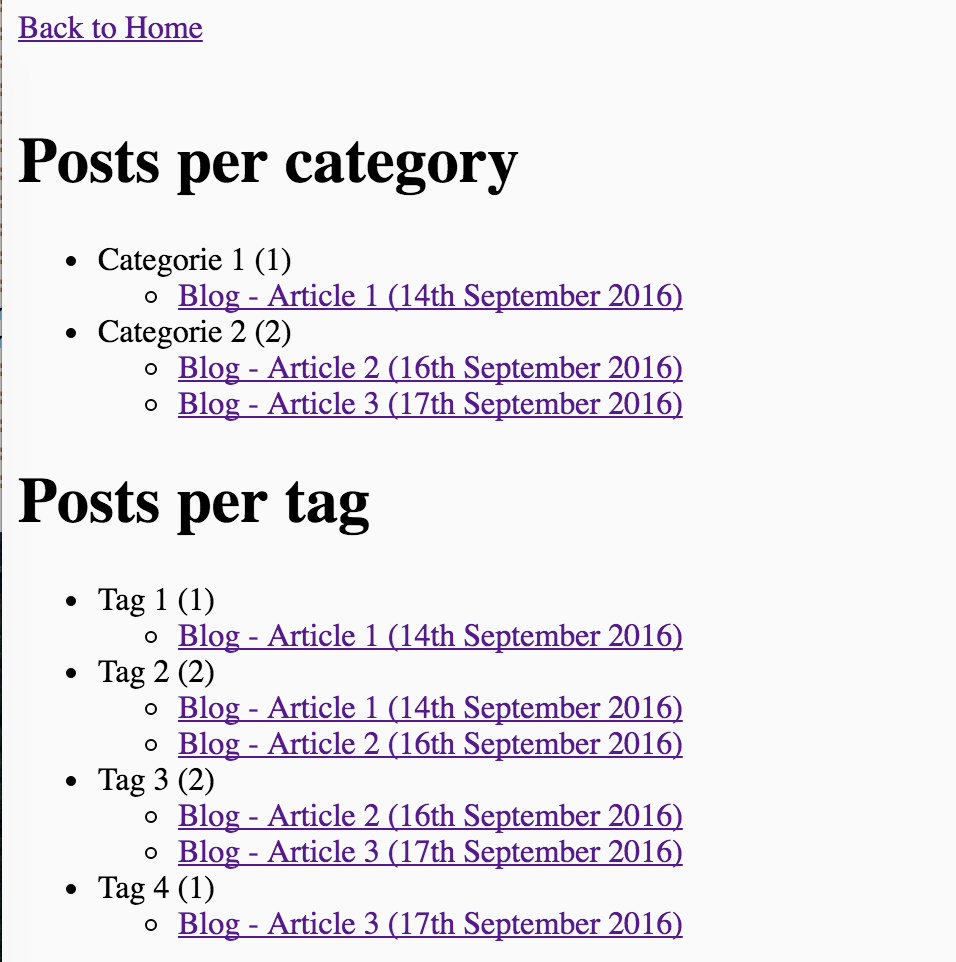 Back to Home
Posts per category
Categorie 1 (1)
Blog - Article 1 (14th September 2016)
Categorie 2 (2)
Blog - Article 2 (16th September 2016)
Blog - Article 3 (17th September 2016)
Posts per tag
Tag 1 (1)
Blog - Article 1 (14th September 2016)
Tag 2 (2)
Blog - Article 1 (14th September 2016)
Blog - Article 2 (16th September 2016)
Tag 3 (2)
Blog - Article 2 (16th September 2016)
Blog - Article 3 (17th September 2016)
Tag 4 (1)
Blog - Article 3 (17th September 2016)